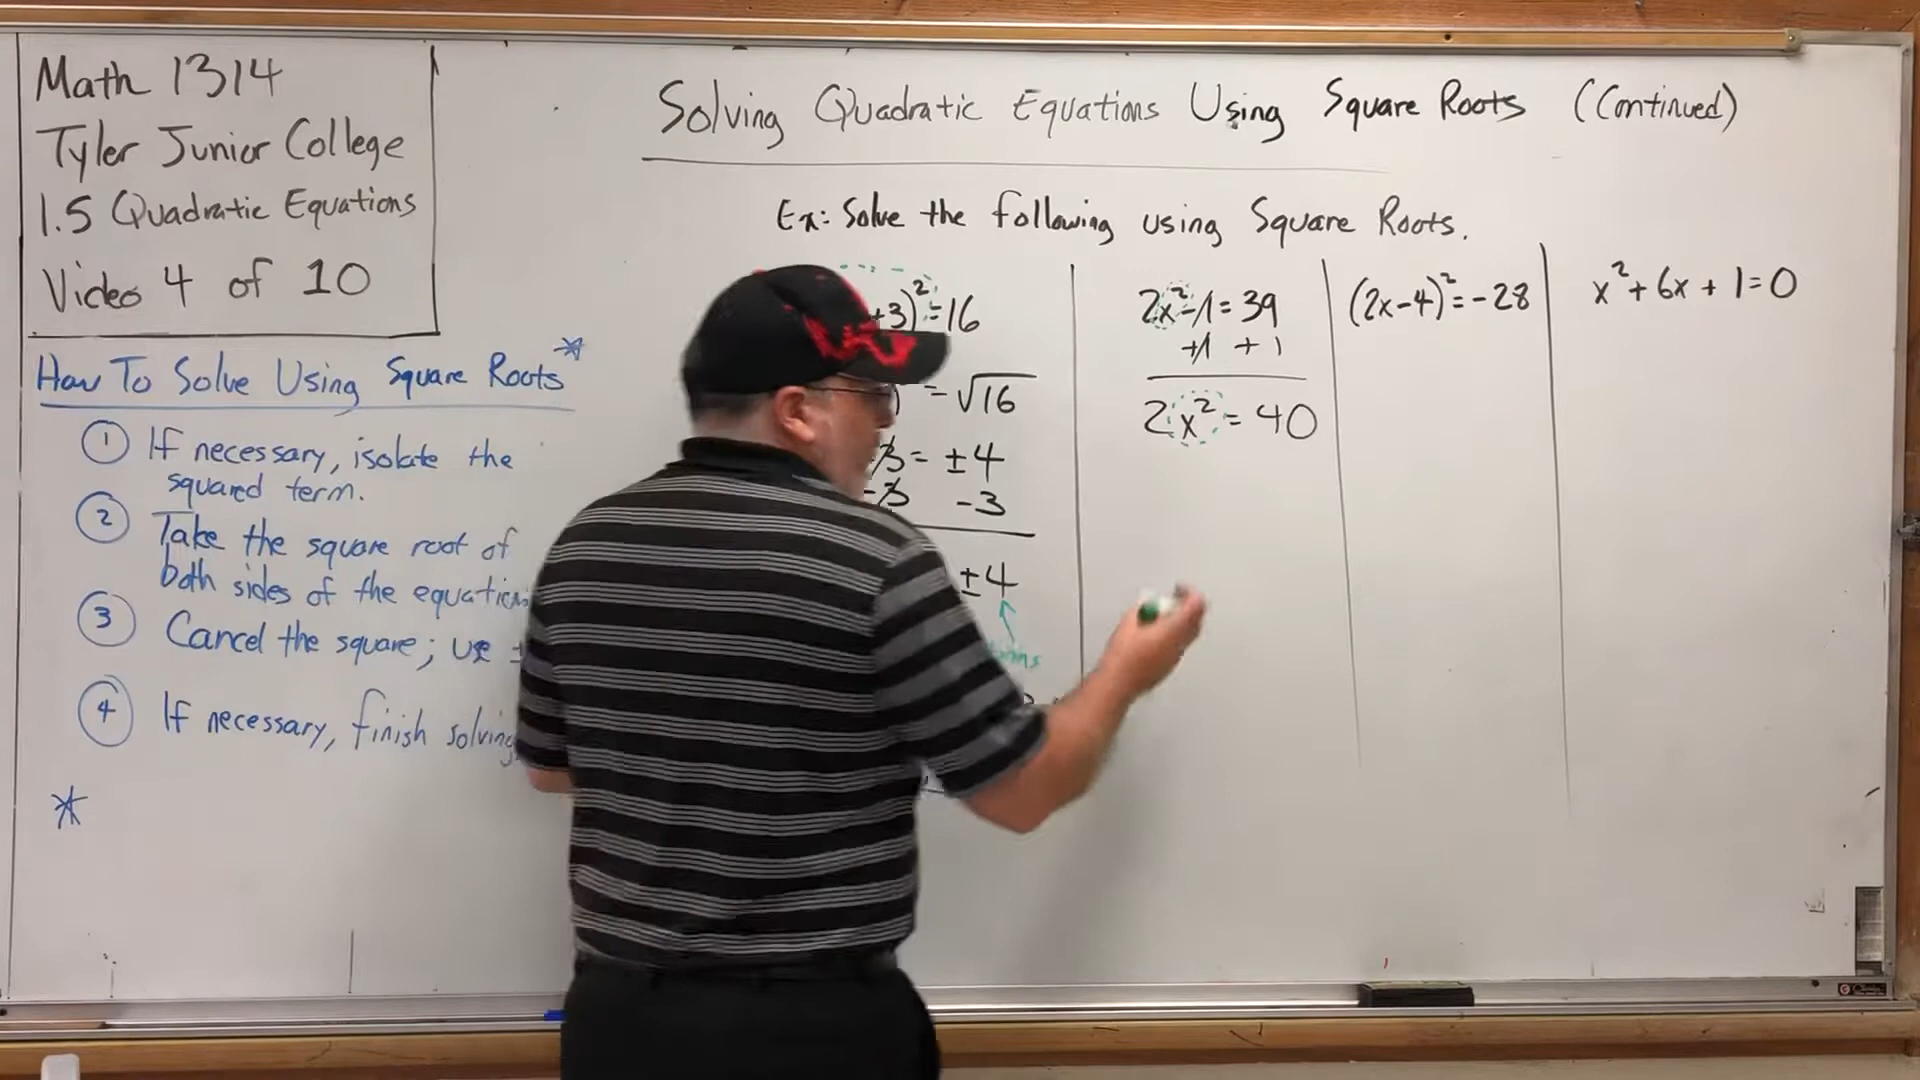 Math 1314
Tyler Junior College
1.5 Quadratic Equations
Video 4 of 10
How To Solve Using Square Roots*
① If necessary, isolate the
squared term.
② Take the square root of
both sides of the equation
③ Cancel the square; use ±
④ If necessary, finish solving
*
Solving Quadratic Equations Using Square Roots (Continued)
Ex: Solve the following using Square Roots.
+3)² = 16
= √16
3 = ±4
-3 -3
±4
2x² - 1 = 39
+1 +1
2x² = 40
(2x-4)² = -28
x² + 6x + 1 = 0